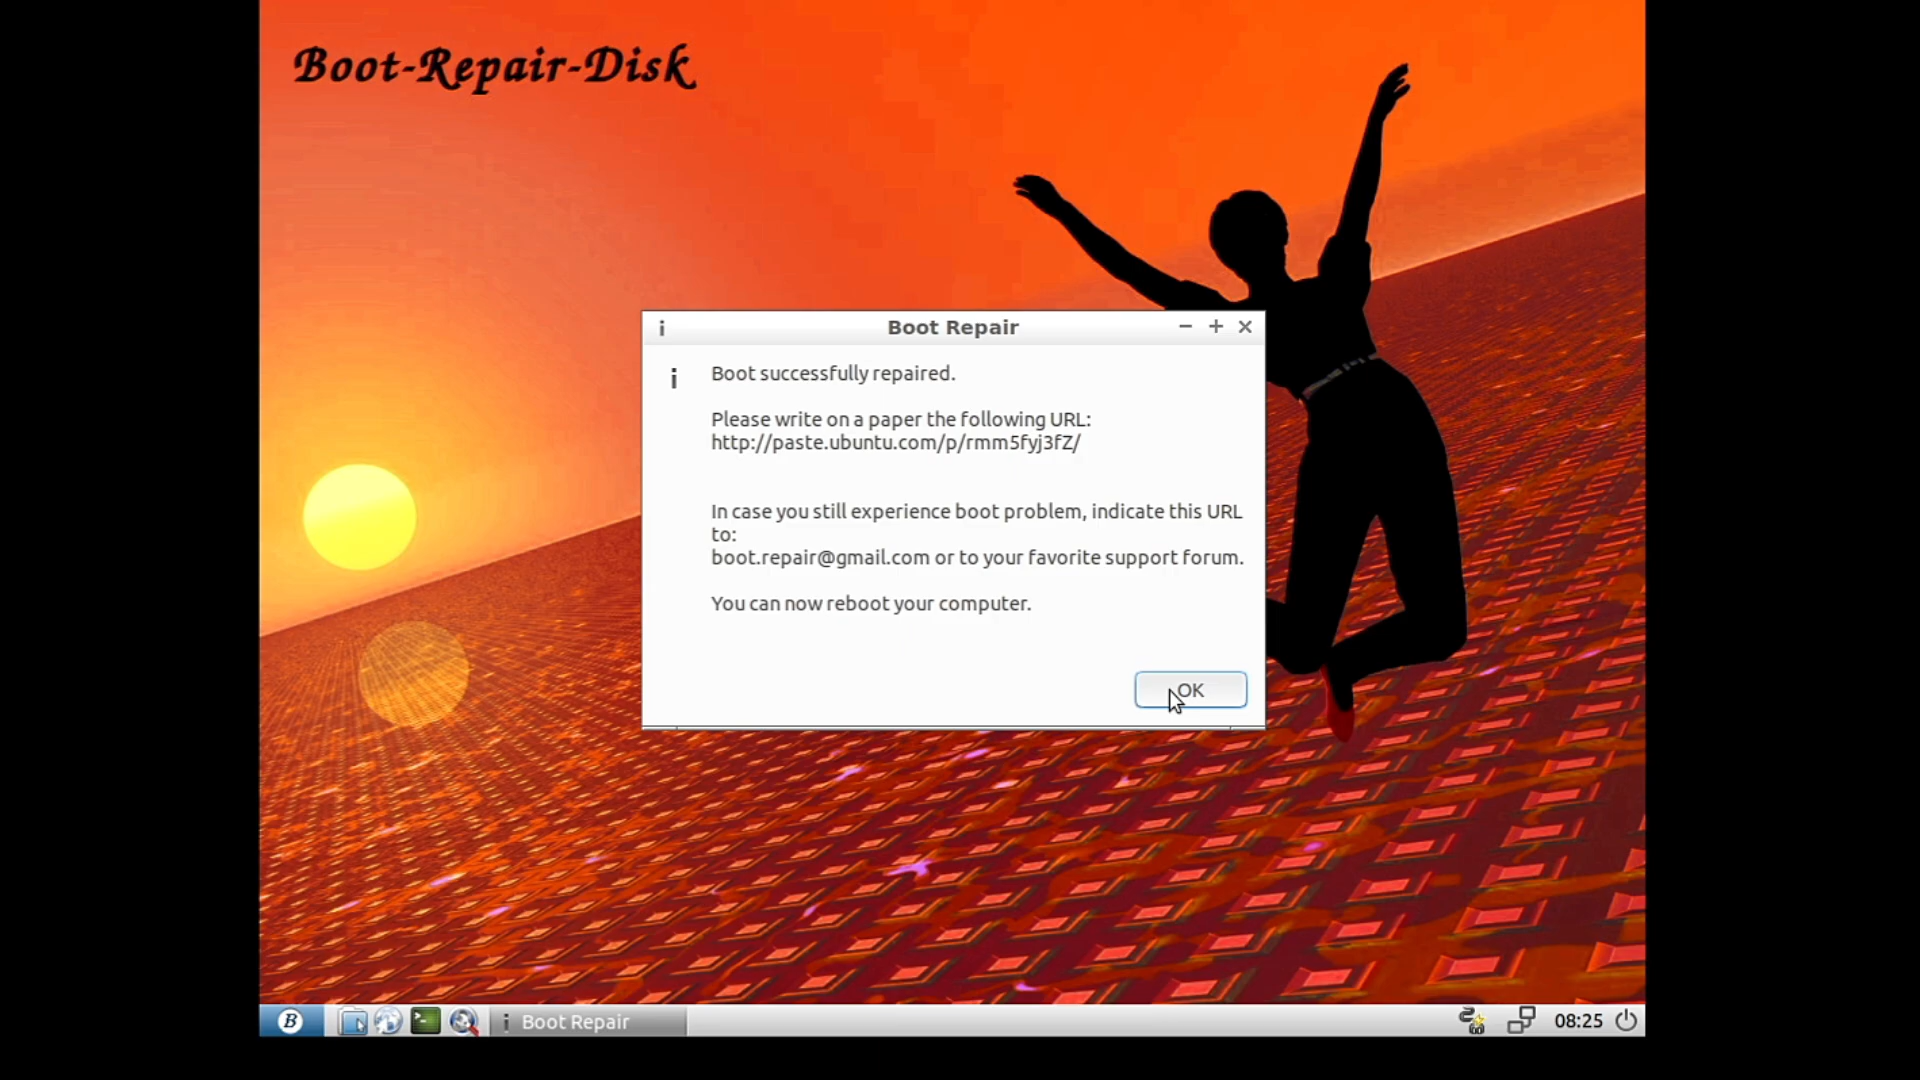 Boot-Repair-Disk
Boot Repair
Boot successfully repaired.
Please write on a paper the following URL:
http://paste.ubuntu.com/p/rmm5fyj3fZ/
In case you still experience boot problem, indicate this URL
to:
boot.repair@gmail.com or to your favorite support forum.
You can now reboot your computer.
OK
B
Boot Repair
08:25